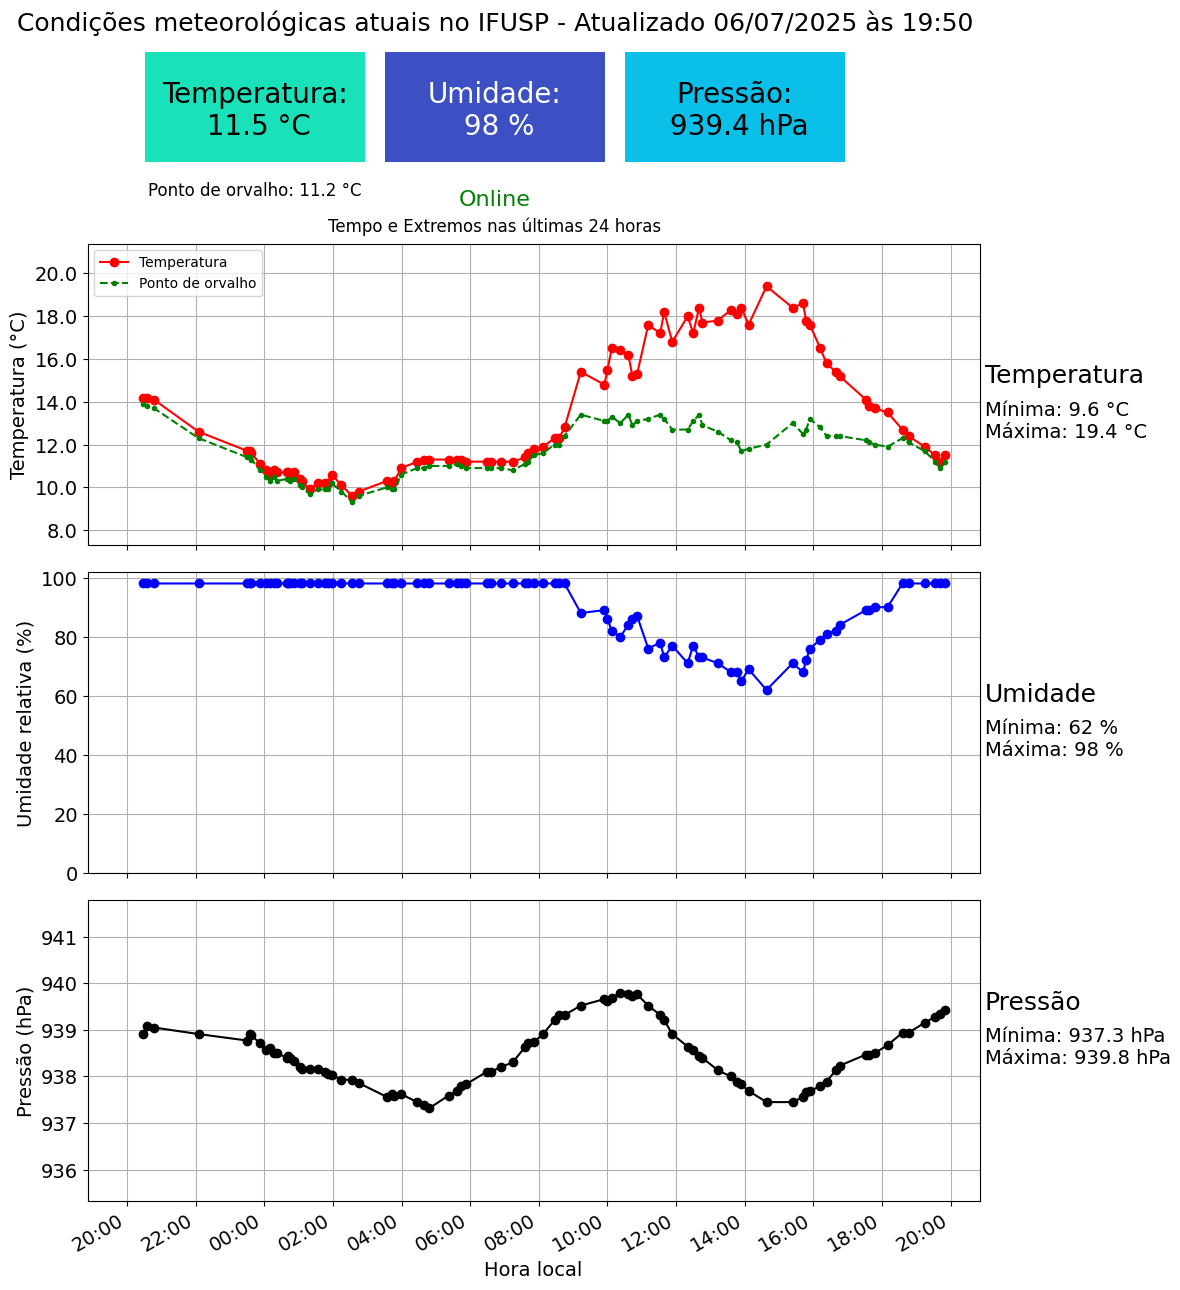 Condições meteorológicas atuais no IFUSP - Atualizado 06/07/2025 às 19:50
Temperatura:
11.5 °C
Umidade:
98 %
Pressão:
939.4 hPa
Ponto de orvalho: 11.2 °C
Online
Tempo e Extremos nas últimas 24 horas
Temperatura
Ponto de orvalho
Temperatura (°C)
20.0
18.0
16.0
14.0
12.0
10.0
8.0
Temperatura
Mínima: 9.6 °C
Máxima: 19.4 °C
Umidade relativa (%)
100
80
60
40
20
0
Umidade
Mínima: 62 %
Máxima: 98 %
Pressão (hPa)
941
940
939
938
937
936
Pressão
Mínima: 937.3 hPa
Máxima: 939.8 hPa
20:00
22:00
00:00
02:00
04:00
06:00
08:00
10:00
12:00
14:00
16:00
18:00
20:00
Hora local